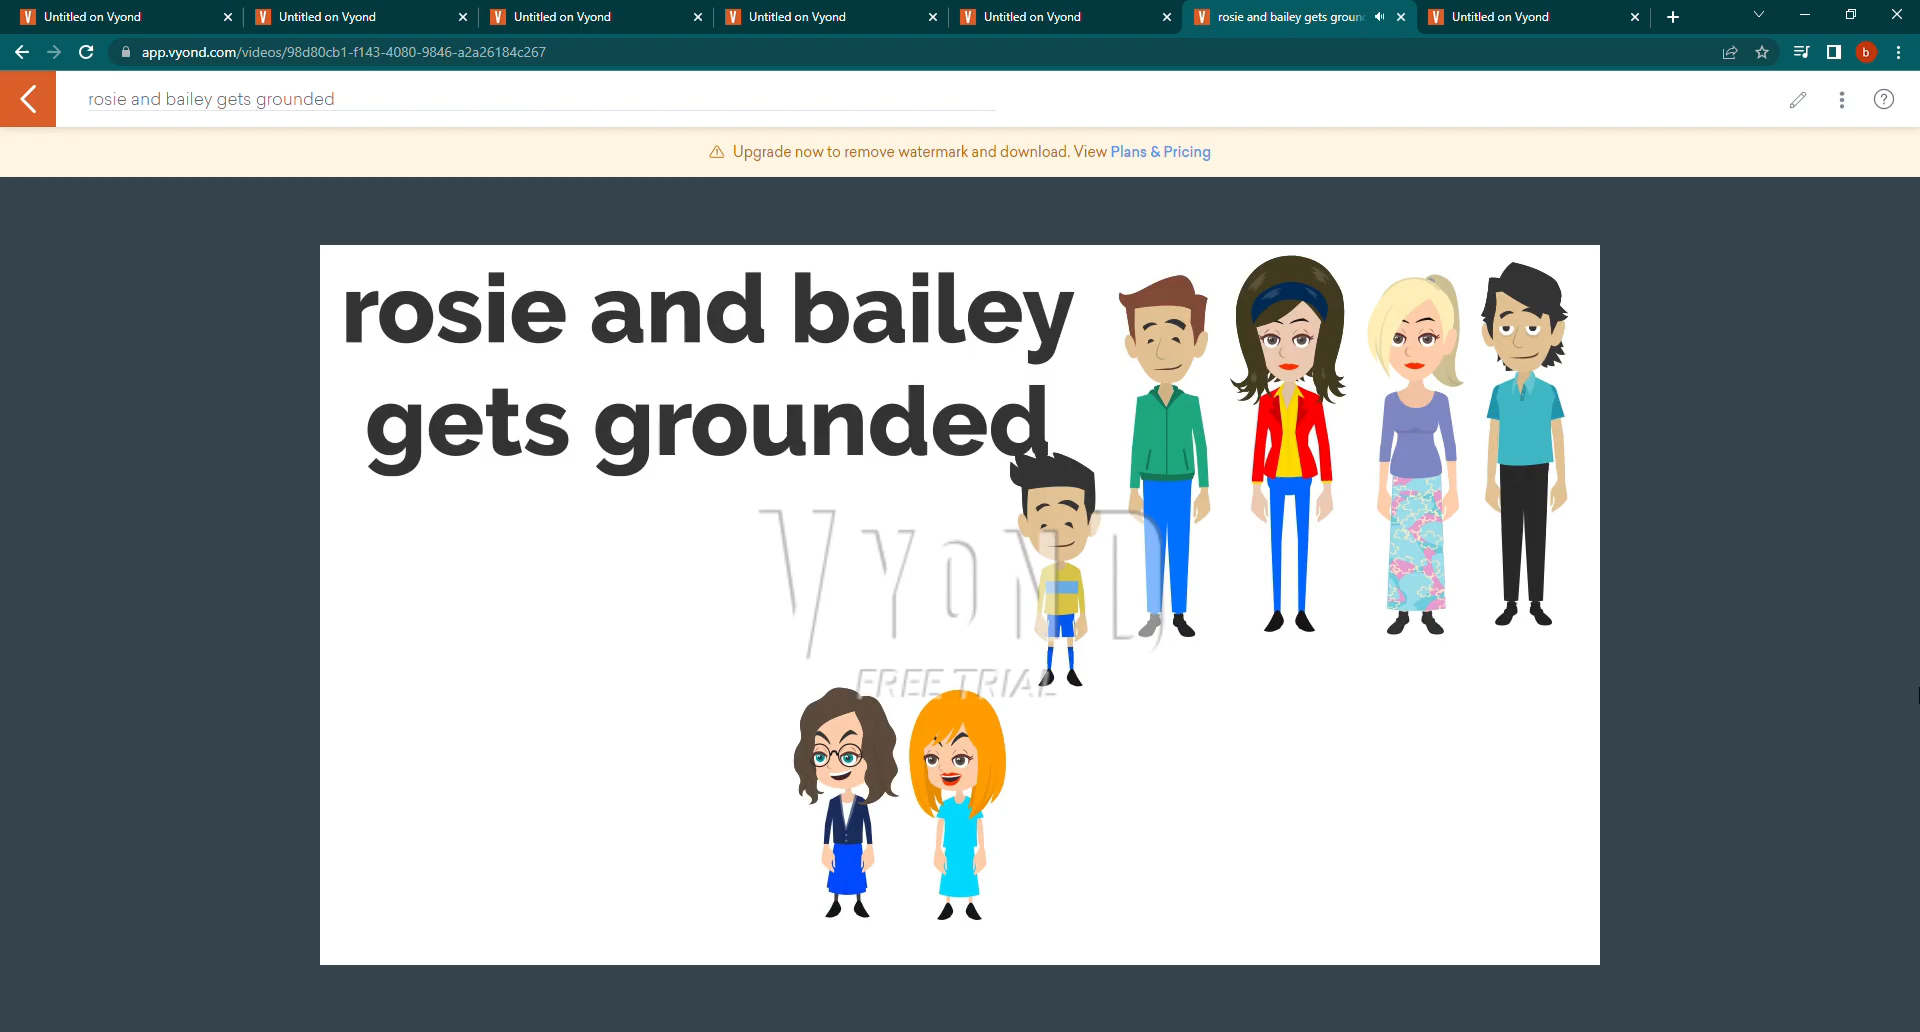 Untitled on Vyond
Untitled on Vyond
Untitled on Vyond
Untitled on Vyond
Untitled on Vyond
rosie and bailey gets groun
Untitled on Vyond
app.vyond.com/videos/98d80cb1-f143-4080-9846-a2a26184c267
b
rosie and bailey gets grounded
Upgrade now to remove watermark and download. View Plans & Pricing
rosie and bailey
gets grounded
VYOND
FREE TRIAL